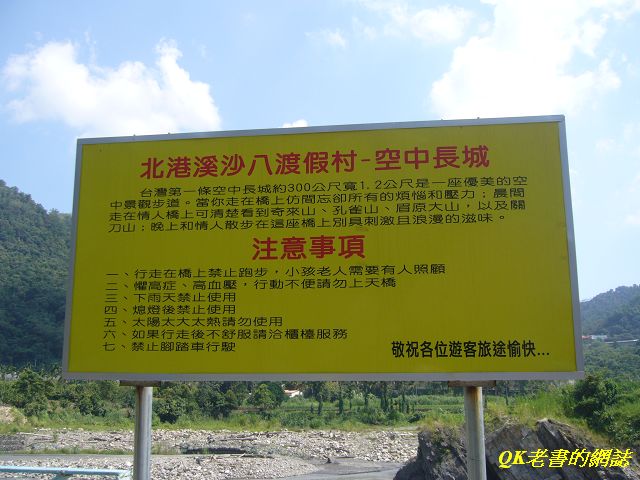 北港溪沙八渡假村-空中長城
台灣第一條空中長城約300公尺寬1.2公尺是一座優美的空
中景觀步道。當你走在橋上仿間忘卻所有的煩惱和壓力；晨間
走在情人橋上可清楚看到奇來山、孔雀山、眉原大山，以及關
刀山；晚上和情人散步在這座橋上別具刺激且浪漫的滋味。
注意事項
一、行走在橋上禁止跑步，小孩老人需要有人照顧
二、懼高症、高血壓，行動不便請勿上天橋
三、下雨天禁止使用
四、熄燈後禁止使用
五、太陽太大太熱請勿使用
六、如果行走後不舒服請洽櫃檯服務
七、禁止腳踏車行駛
敬祝各位遊客旅途愉快...
QK老書的網誌